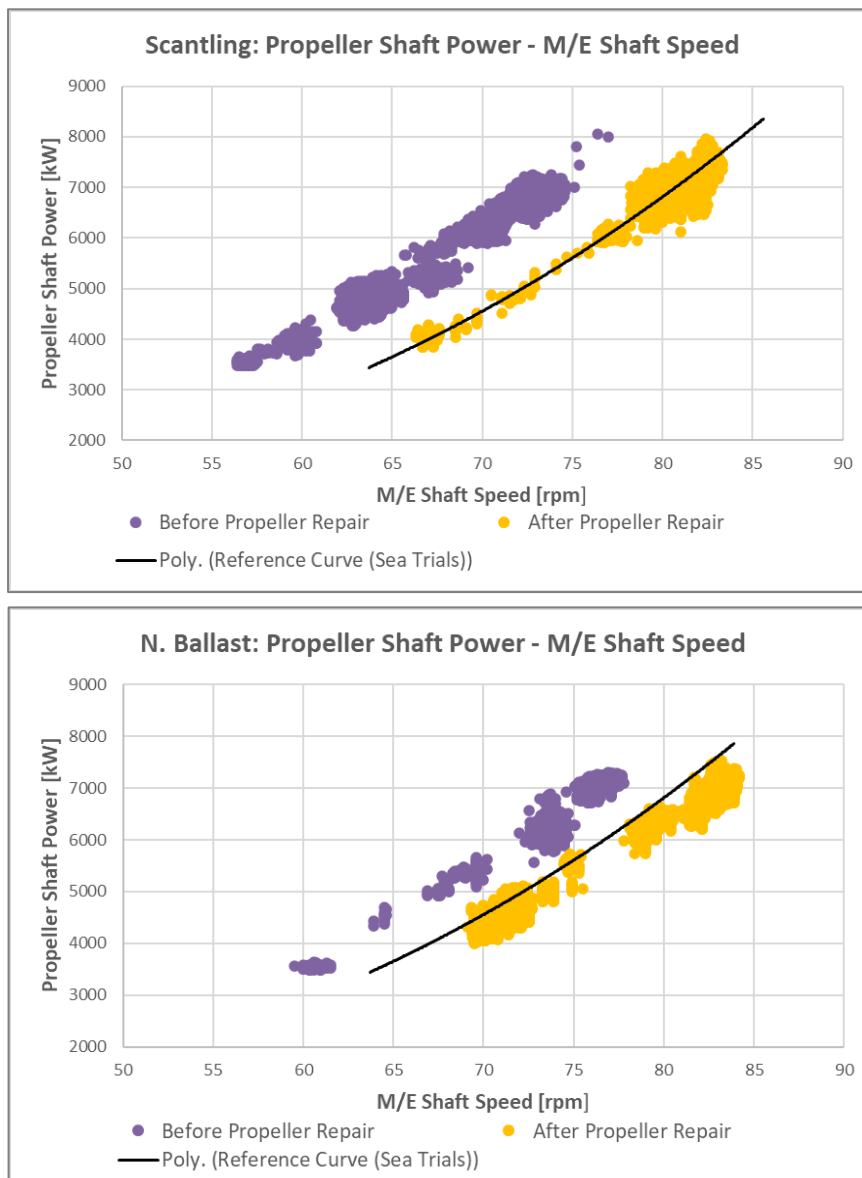 Scantling: Propeller Shaft Power - M/E Shaft Speed
Propeller Shaft Power [kW]
9000
8000
7000
6000
5000
4000
3000
2000
50 55 60 65 70 75 80 85 90
M/E Shaft Speed [rpm]
Before Propeller Repair After Propeller Repair
Poly. (Reference Curve (Sea Trials))
N. Ballast: Propeller Shaft Power - M/E Shaft Speed
Propeller Shaft Power [kW]
9000
8000
7000
6000
5000
4000
3000
2000
50 55 60 65 70 75 80 85 90
M/E Shaft Speed [rpm]
Before Propeller Repair After Propeller Repair
Poly. (Reference Curve (Sea Trials))